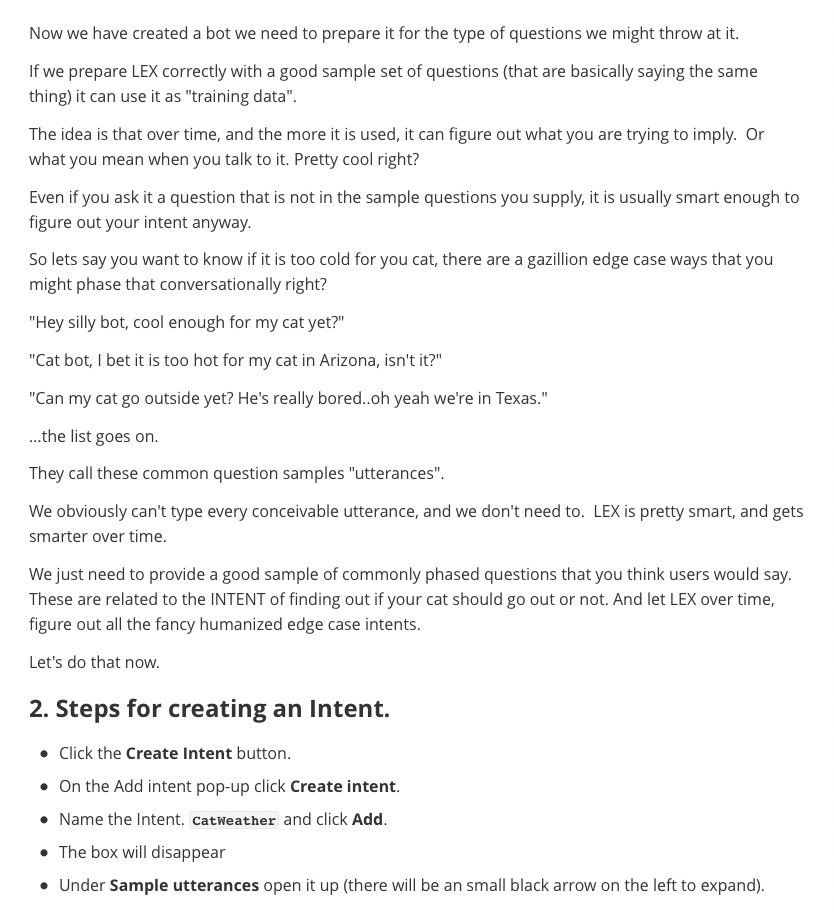 Now we have created a bot we need to prepare it for the type of questions we might throw at it.
If we prepare LEX correctly with a good sample set of questions (that are basically saying the same
thing) it can use it as "training data".
The idea is that over time, and the more it is used, it can figure out what you are trying to imply.  Or
what you mean when you talk to it. Pretty cool right?
Even if you ask it a question that is not in the sample questions you supply, it is usually smart enough to
figure out your intent anyway.
So lets say you want to know if it is too cold for you cat, there are a gazillion edge case ways that you
might phase that conversationally right?
"Hey silly bot, cool enough for my cat yet?"
"Cat bot, I bet it is too hot for my cat in Arizona, isn't it?"
"Can my cat go outside yet? He's really bored..oh yeah we're in Texas."
...the list goes on.
They call these common question samples "utterances".
We obviously can't type every conceivable utterance, and we don't need to.  LEX is pretty smart, and gets
smarter over time.
We just need to provide a good sample of commonly phased questions that you think users would say.
These are related to the INTENT of finding out if your cat should go out or not. And let LEX over time,
figure out all the fancy humanized edge case intents.
Let's do that now.
2. Steps for creating an Intent.
• Click the Create Intent button.
• On the Add intent pop-up click Create intent.
• Name the Intent. CatWeather and click Add.
• The box will disappear
• Under Sample utterances open it up (there will be an small black arrow on the left to expand).